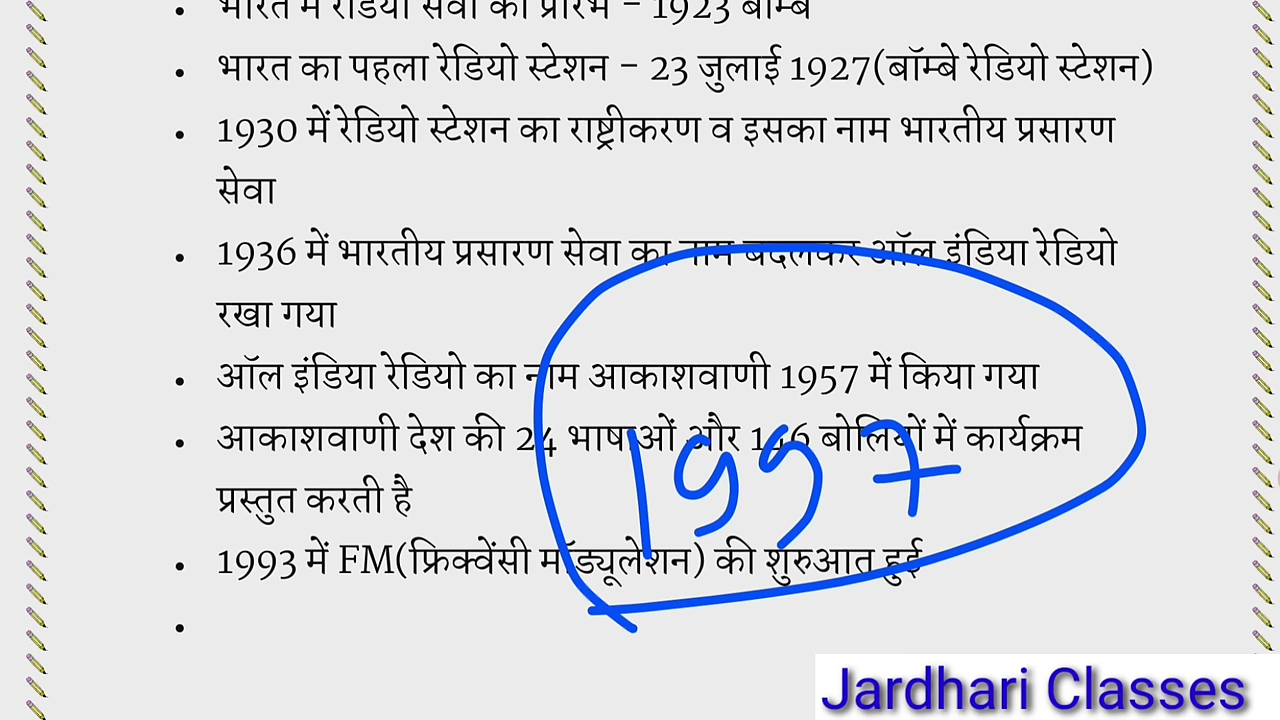 भारत में रेडियो सेवा का प्रारंभ - 1923 बॉम्बे
भारत का पहला रेडियो स्टेशन - 23 जुलाई 1927(बॉम्बे रेडियो स्टेशन)
1930 में रेडियो स्टेशन का राष्ट्रीकरण व इसका नाम भारतीय प्रसारण
सेवा
1936 में भारतीय प्रसारण सेवा का नाम बदलकर ऑल इंडिया रेडियो
रखा गया
ऑल इंडिया रेडियो का नाम आकाशवाणी 1957 में किया गया
आकाशवाणी देश की 24 भाषाओं और 146 बोलियों में कार्यक्रम
1957
प्रस्तुत करती है
1993 में FM(फ्रिक्वेंसी मॉड्यूलेशन) की शुरुआत हुई
Jardhari Classes